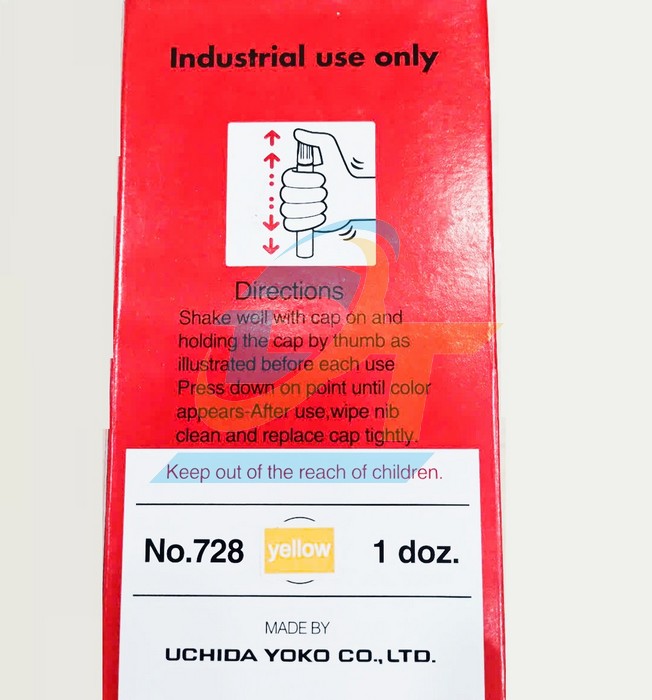 Industrial use only
Directions
Shake well with cap on and
holding the cap by thumb as
illustrated before each use
Press down on point until color
appears-After use,wipe nib
clean and replace cap tightly.
Keep out of the reach of children.
No.728 yellow 1 doz.
MADE BY
UCHIDA YOKO CO.,LTD.